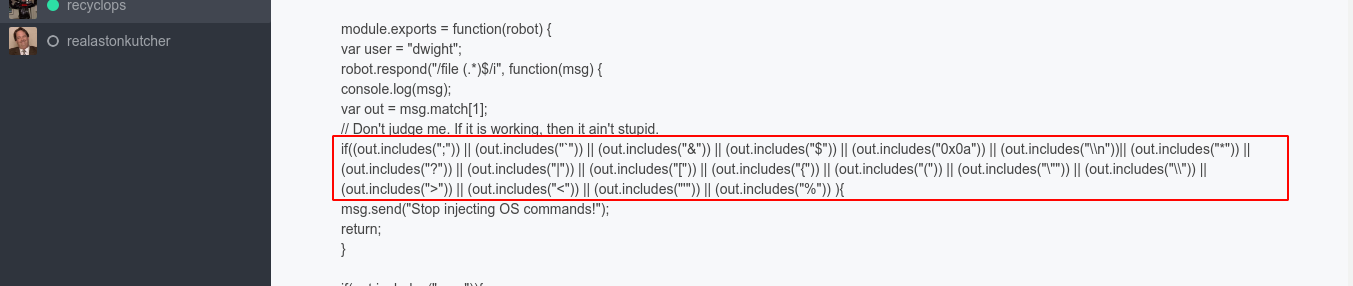 recyclops
realastonkutcher
module.exports = function(robot) {
var user = "dwight";
robot.respond("/file (.*)$/i", function(msg) {
console.log(msg);
var out = msg.match[1];
// Don't judge me. If it is working, then it ain't stupid.
if((out.includes(";")) || (out.includes("`")) || (out.includes("&")) || (out.includes("$")) || (out.includes("0x0a")) || (out.includes("\\n"))|| (out.includes("*")) ||
(out.includes("?")) || (out.includes("|")) || (out.includes("[")) || (out.includes("{")) || (out.includes("(")) || (out.includes("\"")) || (out.includes("\\")) ||
(out.includes(">")) || (out.includes("<")) || (out.includes("'")) || (out.includes("%")) ){
msg.send("Stop injecting OS commands!");
return;
}